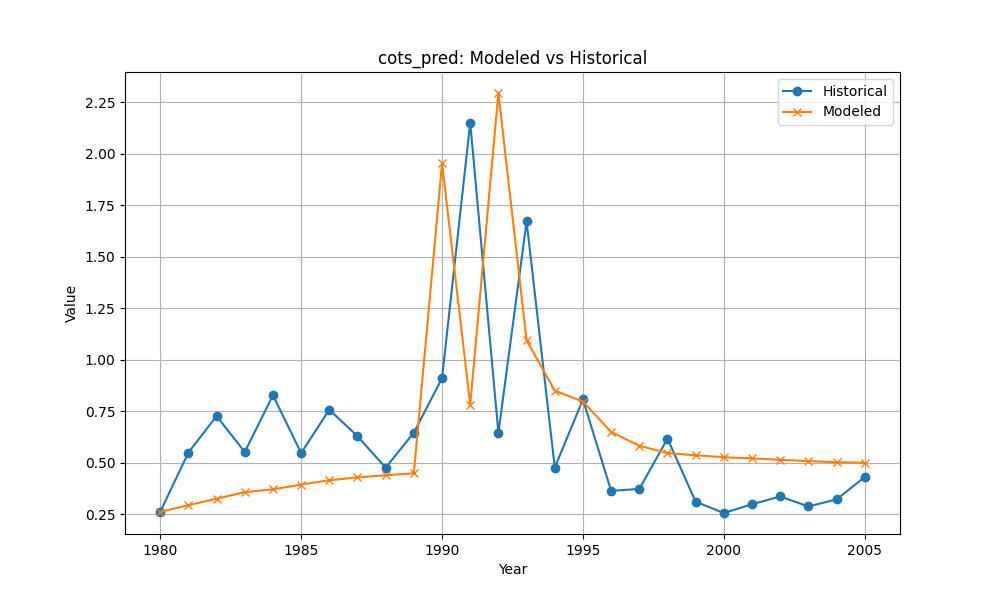 cots_pred: Modeled vs Historical
Historical
Modeled
2.25
2.00
1.75
1.50
1.25
1.00
0.75
0.50
0.25
Value
1980 1985 1990 1995 2000 2005
Year